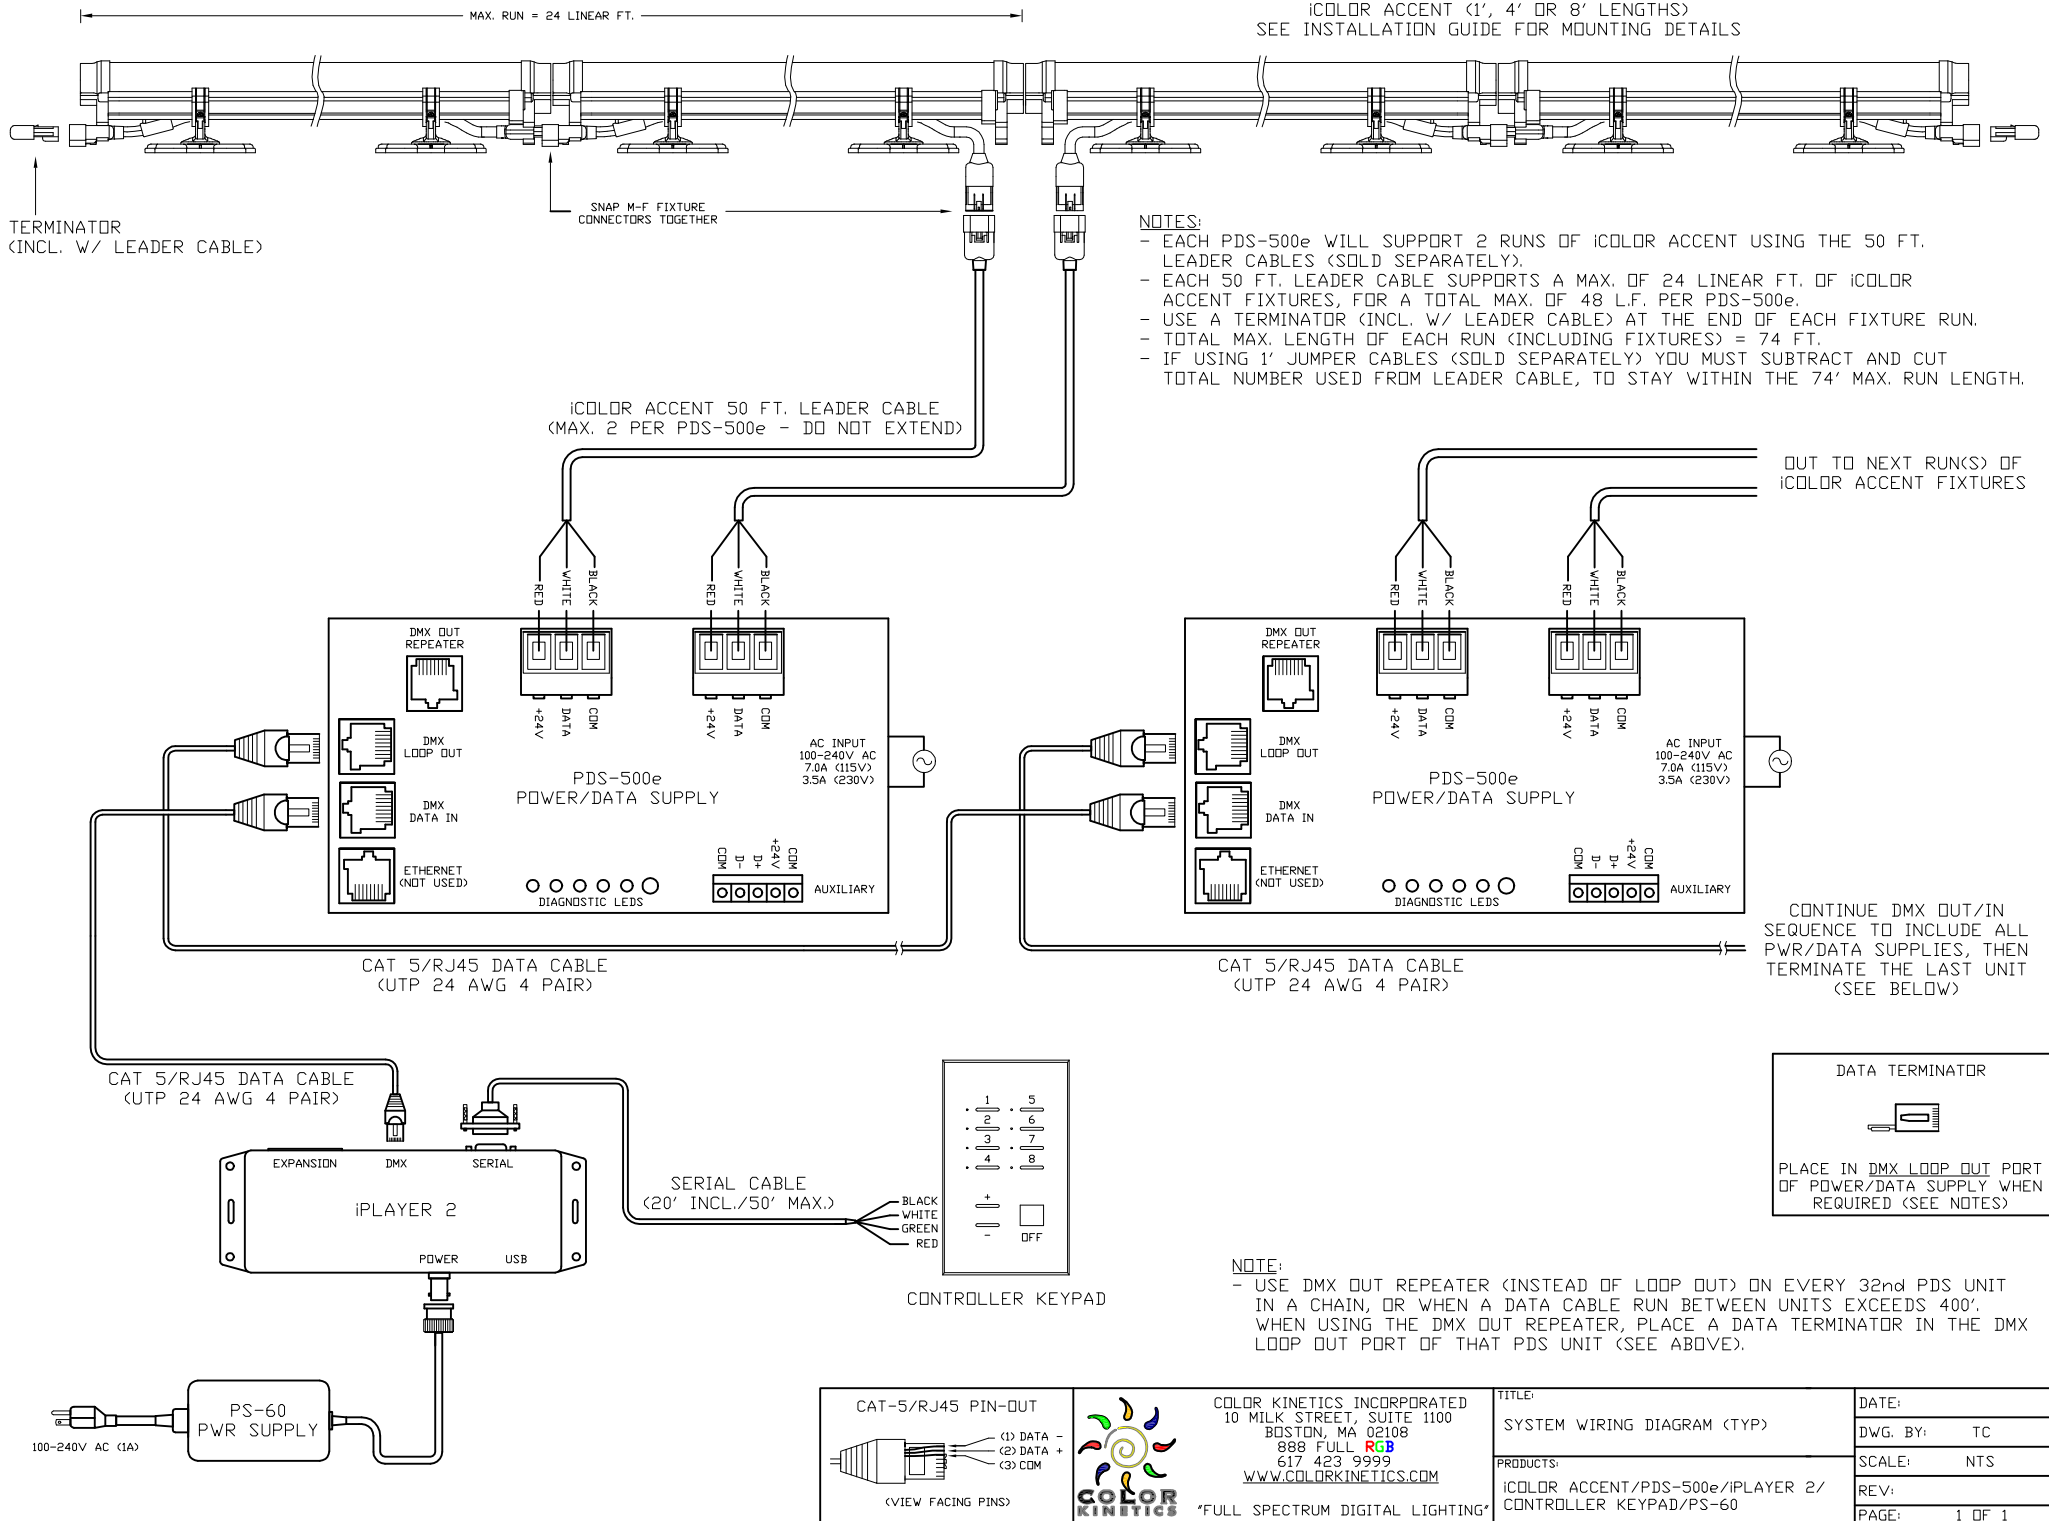 MAX. RUN = 24 LINEAR FT.
iCOLOR ACCENT (1', 4' OR 8' LENGTHS)
SEE INSTALLATION GUIDE FOR MOUNTING DETAILS
TERMINATOR
(INCL. W/ LEADER CABLE)
SNAP M-F FIXTURE
CONNECTORS TOGETHER
NOTES:
- EACH PDS-500e WILL SUPPORT 2 RUNS OF iCOLOR ACCENT USING THE 50 FT.
LEADER CABLES (SOLD SEPARATELY).
- EACH 50 FT. LEADER CABLE SUPPORTS A MAX. OF 24 LINEAR FT. OF iCOLOR
ACCENT FIXTURES, FOR A TOTAL MAX. OF 48 L.F. PER PDS-500e.
- USE A TERMINATOR (INCL. W/ LEADER CABLE) AT THE END OF EACH FIXTURE RUN.
- TOTAL MAX. LENGTH OF EACH RUN (INCLUDING FIXTURES) = 74 FT.
- IF USING 1' JUMPER CABLES (SOLD SEPARATELY) YOU MUST SUBTRACT AND CUT
TOTAL NUMBER USED FROM LEADER CABLE, TO STAY WITHIN THE 74' MAX. RUN LENGTH.
iCOLOR ACCENT 50 FT. LEADER CABLE
(MAX. 2 PER PDS-500e - DO NOT EXTEND)
OUT TO NEXT RUN(S) OF
iCOLOR ACCENT FIXTURES
RED
WHITE
BLACK
RED
WHITE
BLACK
RED
WHITE
BLACK
RED
WHITE
BLACK
DMX OUT
REPEATER
+24V
DATA
COM
+24V
DATA
COM
DMX
LOOP OUT
AC INPUT
100-240V AC
7.0A (115V)
3.5A (230V)
PDS-500e
POWER/DATA SUPPLY
DMX
DATA IN
ETHERNET
(NOT USED)
DIAGNOSTIC LEDS
COM
D-
D+
+24V
COM
AUXILIARY
DMX OUT
REPEATER
+24V
DATA
COM
+24V
DATA
COM
DMX
LOOP OUT
AC INPUT
100-240V AC
7.0A (115V)
3.5A (230V)
PDS-500e
POWER/DATA SUPPLY
DMX
DATA IN
ETHERNET
(NOT USED)
DIAGNOSTIC LEDS
COM
D-
D+
+24V
COM
AUXILIARY
CAT 5/RJ45 DATA CABLE
(UTP 24 AWG 4 PAIR)
CAT 5/RJ45 DATA CABLE
(UTP 24 AWG 4 PAIR)
CONTINUE DMX OUT/IN
SEQUENCE TO INCLUDE ALL
PWR/DATA SUPPLIES, THEN
TERMINATE THE LAST UNIT
(SEE BELOW)
CAT 5/RJ45 DATA CABLE
(UTP 24 AWG 4 PAIR)
EXPANSION
DMX
SERIAL
iPLAYER 2
POWER
USB
SERIAL CABLE
(20' INCL./50' MAX.)
BLACK
WHITE
GREEN
RED
1 5
2 6
3 7
4 8
+
-
OFF
CONTROLLER KEYPAD
DATA TERMINATOR
PLACE IN DMX LOOP OUT PORT
OF POWER/DATA SUPPLY WHEN
REQUIRED (SEE NOTES)
NOTE:
- USE DMX OUT REPEATER (INSTEAD OF LOOP OUT) ON EVERY 32nd PDS UNIT
IN A CHAIN, OR WHEN A DATA CABLE RUN BETWEEN UNITS EXCEEDS 400'.
WHEN USING THE DMX OUT REPEATER, PLACE A DATA TERMINATOR IN THE DMX
LOOP OUT PORT OF THAT PDS UNIT (SEE ABOVE).
PS-60
PWR SUPPLY
100-240V AC (1A)
CAT-5/RJ45 PIN-OUT
(1) DATA -
(2) DATA +
(3) COM
(VIEW FACING PINS)
COLOR
KINETICS
COLOR KINETICS INCORPORATED
10 MILK STREET, SUITE 1100
BOSTON, MA 02108
888 FULL RGB
617 423 9999
WWW.COLORKINETICS.COM
"FULL SPECTRUM DIGITAL LIGHTING"
TITLE:
SYSTEM WIRING DIAGRAM (TYP)
PRODUCTS:
iCOLOR ACCENT/PDS-500e/iPLAYER 2/
CONTROLLER KEYPAD/PS-60
DATE:
DWG. BY: TC
SCALE: NTS
REV:
PAGE: 1 OF 1